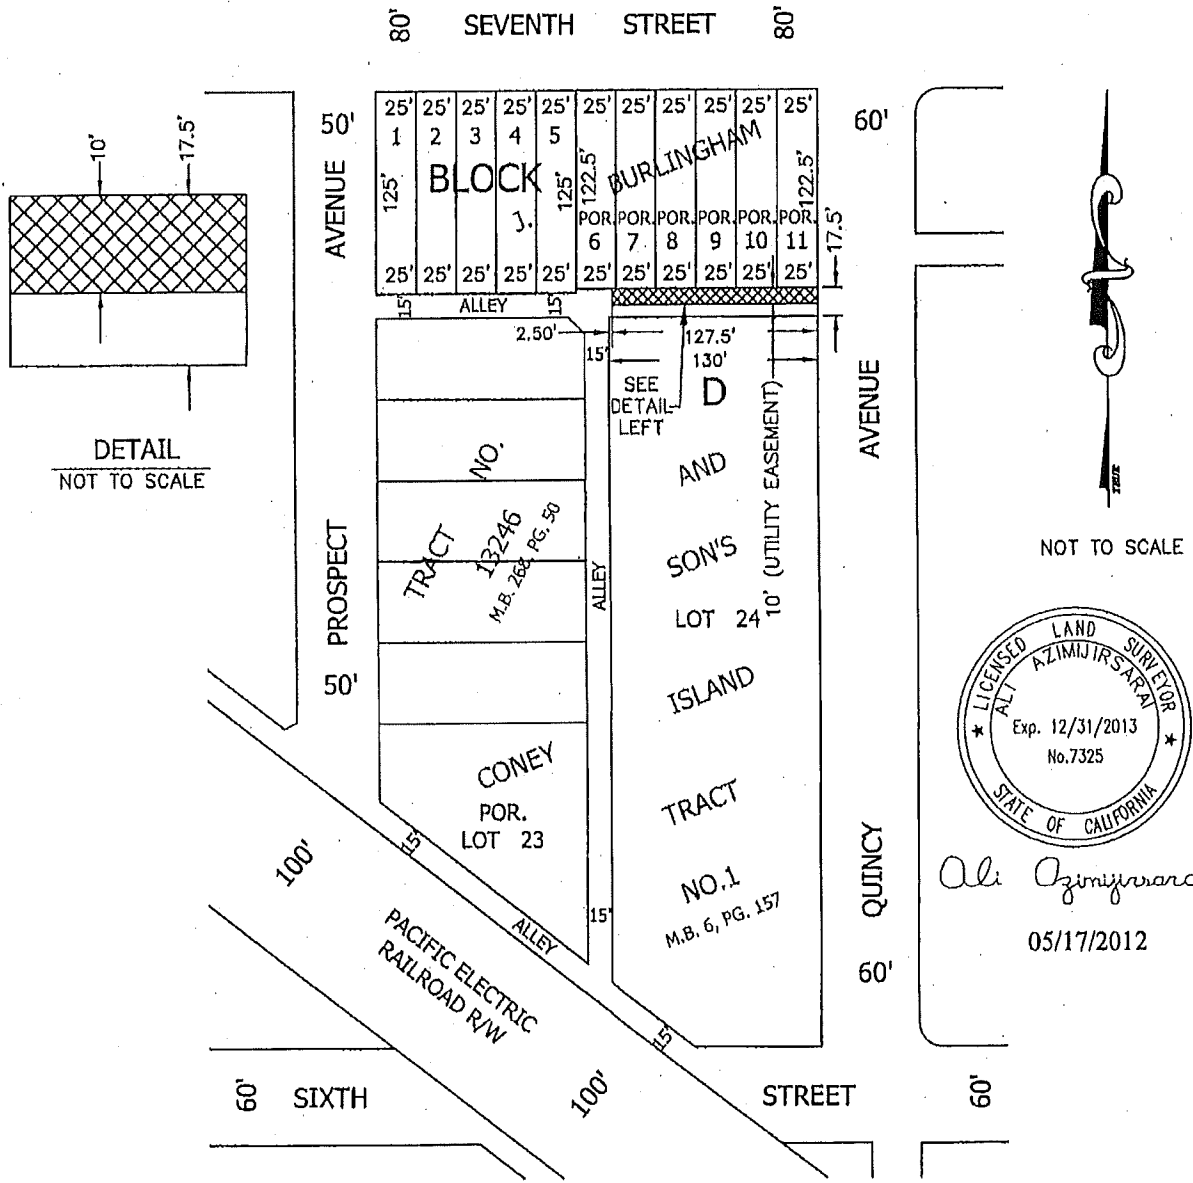 80' SEVENTH STREET 80'
50' 25' 25' 25' 25' 25' 25' 25' 25' 25' 25' 25' 60'
1 2 3 4 5
10' 17.5'
AVENUE
BLOCK J. BURLINGHAM
125' 125' 122.5' 122.5'
POR. POR. POR. POR. POR. POR.
6 7 8 9 10 11
17.5'
25' 25' 25' 25' 25' 25' 25' 25' 25' 25' 25'
15' ALLEY 15'
2.50' 127.5'
15' 130'
SEE
DETAIL
LEFT
D
AVENUE
DETAIL
NOT TO SCALE
NO.
TRACT
13246
M.B. 268, PG. 50
AND
SON'S
LOT 24
10' (UTILITY EASEMENT)
ALLEY
PROSPECT
50'
ISLAND
CONEY
POR.
LOT 23
TRACT
NO.1
M.B. 6, PG. 157
QUINCY
60'
NOT TO SCALE
LICENSED LAND SURVEYOR
ALI AZIMIJIRSARAI
Exp. 12/31/2013
No.7325
STATE OF CALIFORNIA
Ali Azimijirsarai
05/17/2012
15'
100'
15'
ALLEY
PACIFIC ELECTRIC
RAILROAD R/W
15'
60' SIXTH 100' STREET 60'